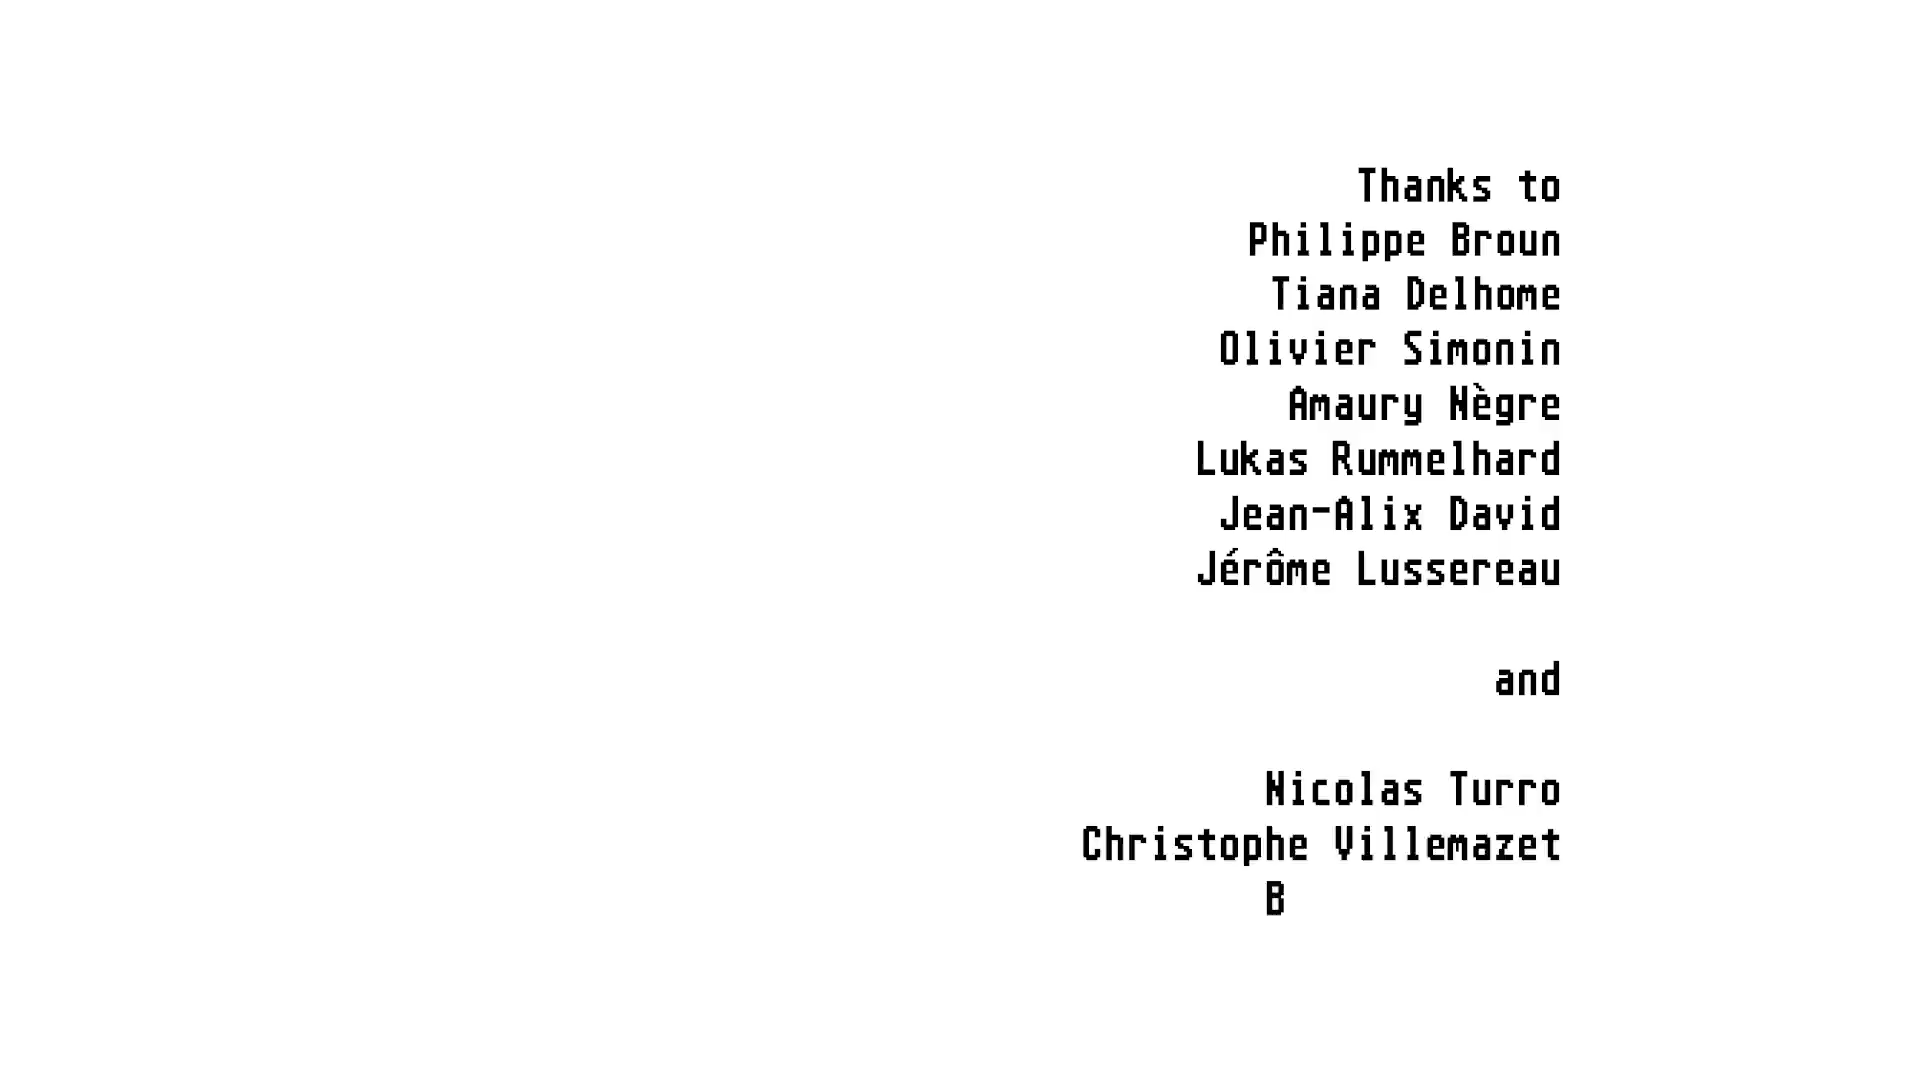 Thanks to
Philippe Broun
Tiana Delhome
Olivier Simonin
Amaury Nègre
Lukas Rummelhard
Jean-Alix David
Jérôme Lussereau
and
Nicolas Turro
Christophe Villemazet
B